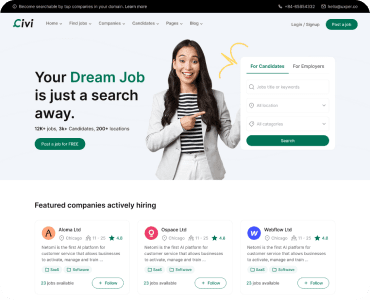 Become searchable by top companies in your domain. Learn more
+84-4656 4332
hello@uxper.co
Civi
Home
Find jobs
Companies
Candidates
Pages
Blog
Login / Signup
Post a job
Your Dream Job
is just a search
away.
12K+ jobs, 3k+ Candidates, 200+ locations
Post a job for FREE
For Candidates
For Employers
Jobs title or keywords
All location
All categories
Search
Featured companies actively hiring
Aloma Ltd
Chicago
11 - 25
4.8
Netomi is the first AI platform for
customer service that allows businesses
to activate, manage and train ...
SaaS
Software
23 jobs available
+ Follow
Ospace Ltd
Chicago
11 - 25
4.8
Netomi is the first AI platform for
customer service that allows businesses
to activate, manage and train ...
SaaS
Software
20 jobs available
+ Follow
Webflow Ltd
Chicago
11 - 25
4.8
Netomi is the first AI platform for
customer service that allows businesses
to activate, manage and train ...
SaaS
Software
25 jobs available
+ Follow